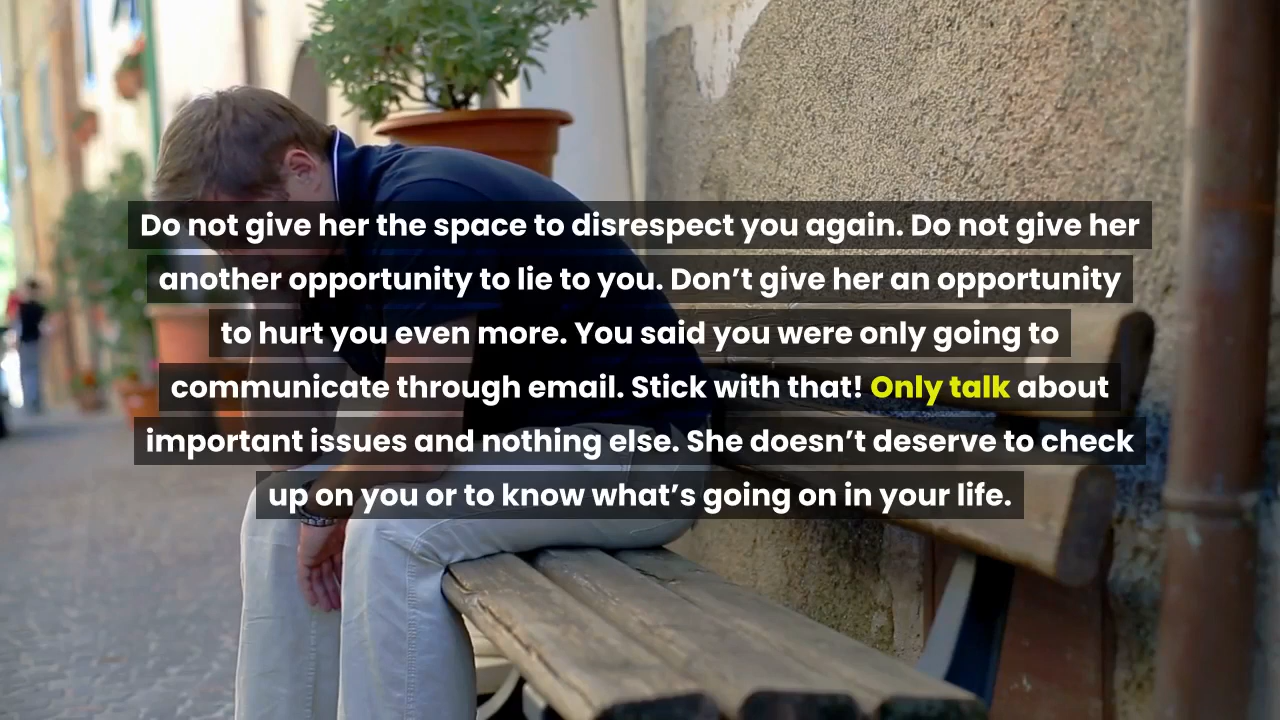 Do not give her the space to disrespect you again. Do not give her
another opportunity to lie to you. Don’t give her an opportunity
to hurt you even more. You said you were only going to
communicate through email. Stick with that! Only talk about
important issues and nothing else. She doesn’t deserve to check
up on you or to know what’s going on in your life.